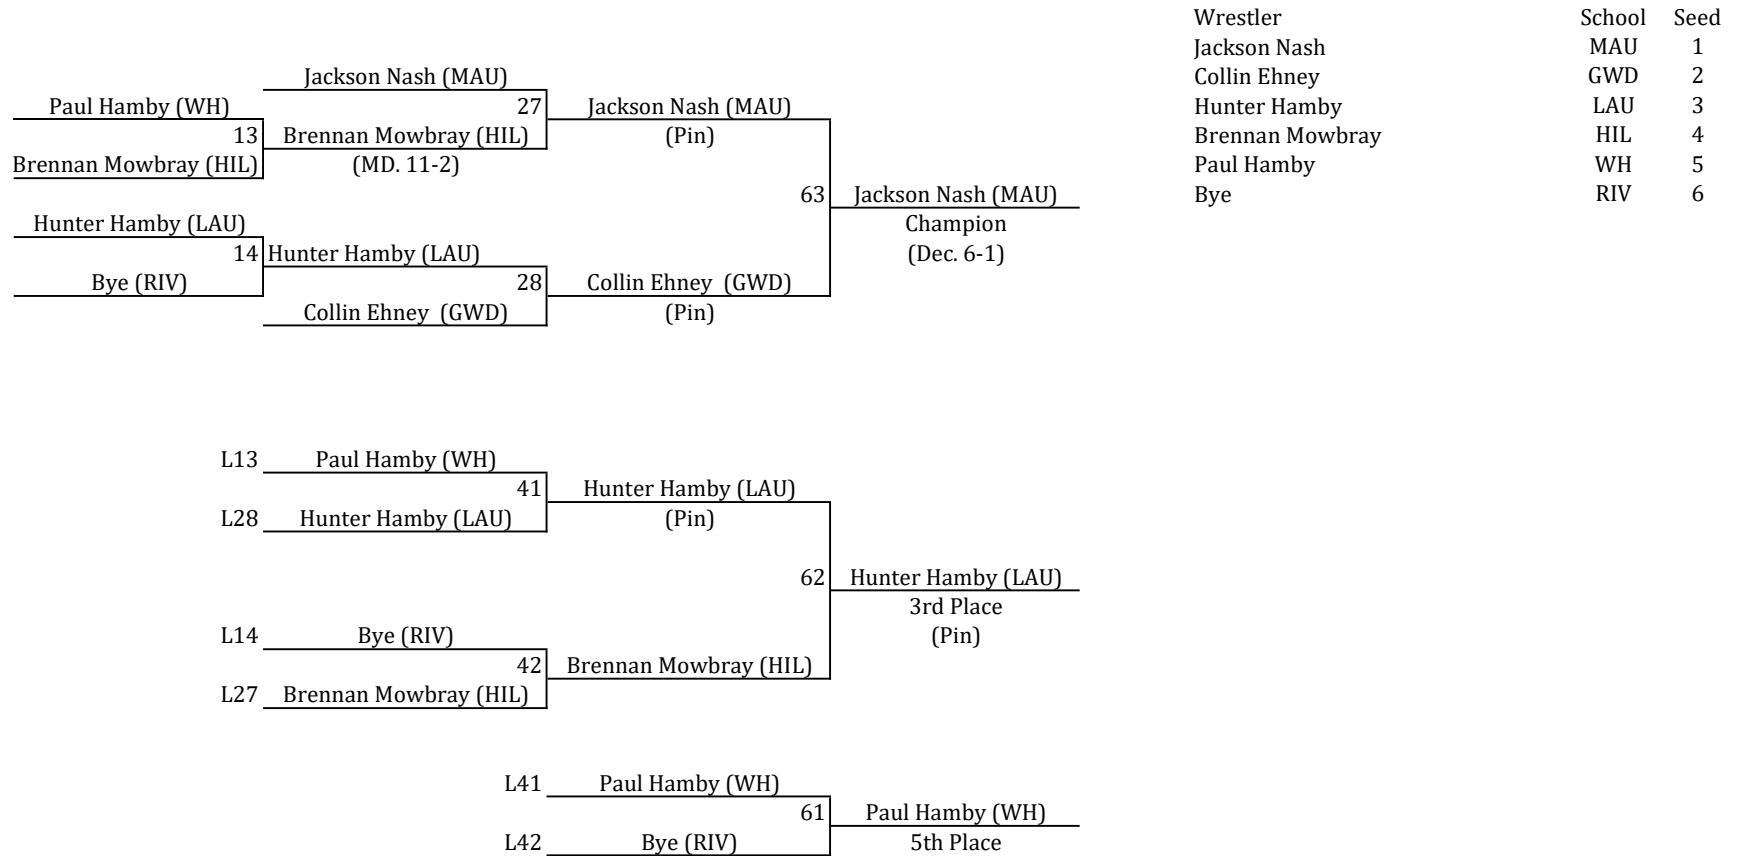 Wrestler School Seed
Jackson Nash MAU 1
Collin Ehney GWD 2
Hunter Hamby LAU 3
Brennan Mowbray HIL 4
Paul Hamby WH 5
Bye RIV 6
Jackson Nash (MAU)
Paul Hamby (WH) 27 Jackson Nash (MAU)
13 Brennan Mowbray (HIL) (Pin)
Brennan Mowbray (HIL) (MD. 11-2)
63 Jackson Nash (MAU)
Hunter Hamby (LAU) Champion
14 Hunter Hamby (LAU) (Dec. 6-1)
Bye (RIV) 28 Collin Ehney (GWD)
Collin Ehney (GWD) (Pin)
L13 Paul Hamby (WH)
41 Hunter Hamby (LAU)
L28 Hunter Hamby (LAU) (Pin)
62 Hunter Hamby (LAU)
3rd Place
L14 Bye (RIV) (Pin)
42 Brennan Mowbray (HIL)
L27 Brennan Mowbray (HIL)
L41 Paul Hamby (WH)
61 Paul Hamby (WH)
L42 Bye (RIV) 5th Place